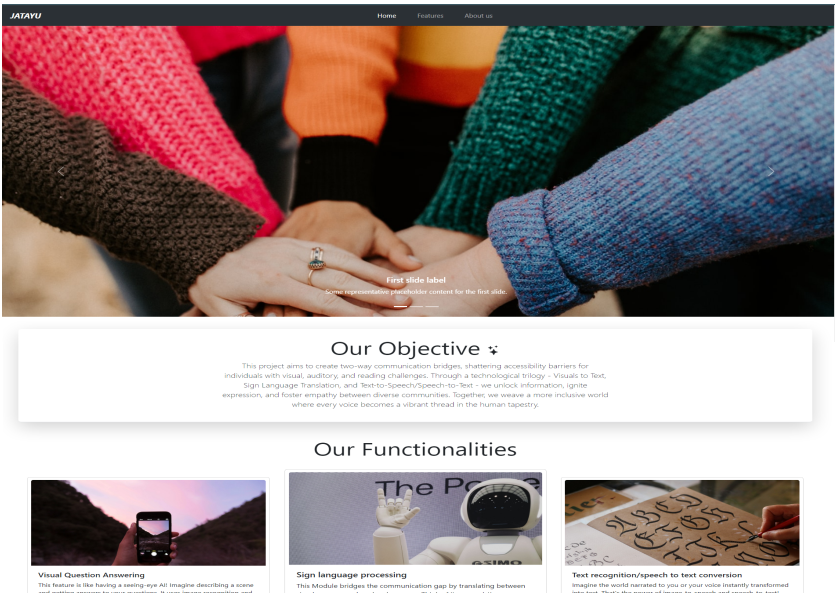 JATAYU
Home Features About us
First slide label
Some representative placeholder content for the first slide.
Our Objective
This project aims to create two-way communication bridges, shattering accessibility barriers for
individuals with visual, auditory, and reading challenges. Through a technological trilogy - Visuals to Text,
Sign Language Translation, and Text-to-Speech/Speech-to-Text - we unlock information, ignite
expression, and foster empathy between diverse communities. Together, we weave a more inclusive world
where every voice becomes a vibrant thread in the human tapestry.
Our Functionalities
The
ASIMO
Visual Question Answering
This feature is like having a seeing-eye AI! Imagine describing a scene
and getting answers to your questions. It uses image recognition and
Sign language processing
This Module bridges the communication gap by translating between
Text recognition/speech to text conversion
Imagine the world narrated to you or your voice instantly transformed
into text. That's the power of image-to-speech and speech-to-text!